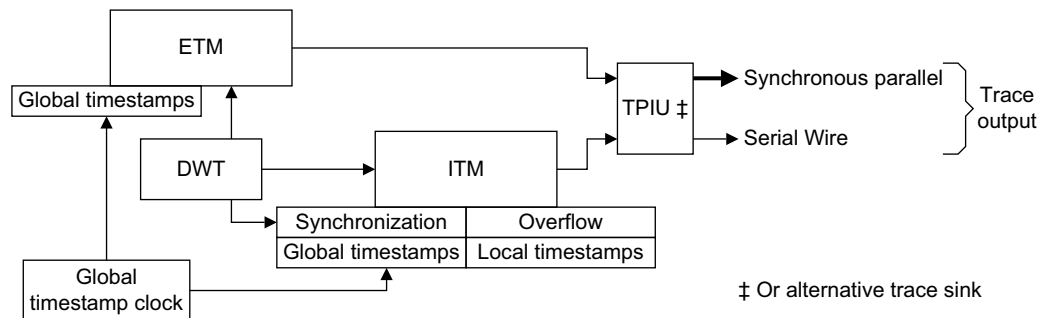 ETM
Global timestamps
TPIU ‡
Synchronous parallel
Serial Wire
Trace
output
DWT
ITM
Synchronization
Overflow
Global timestamps
Local timestamps
Global
timestamp clock
‡ Or alternative trace sink